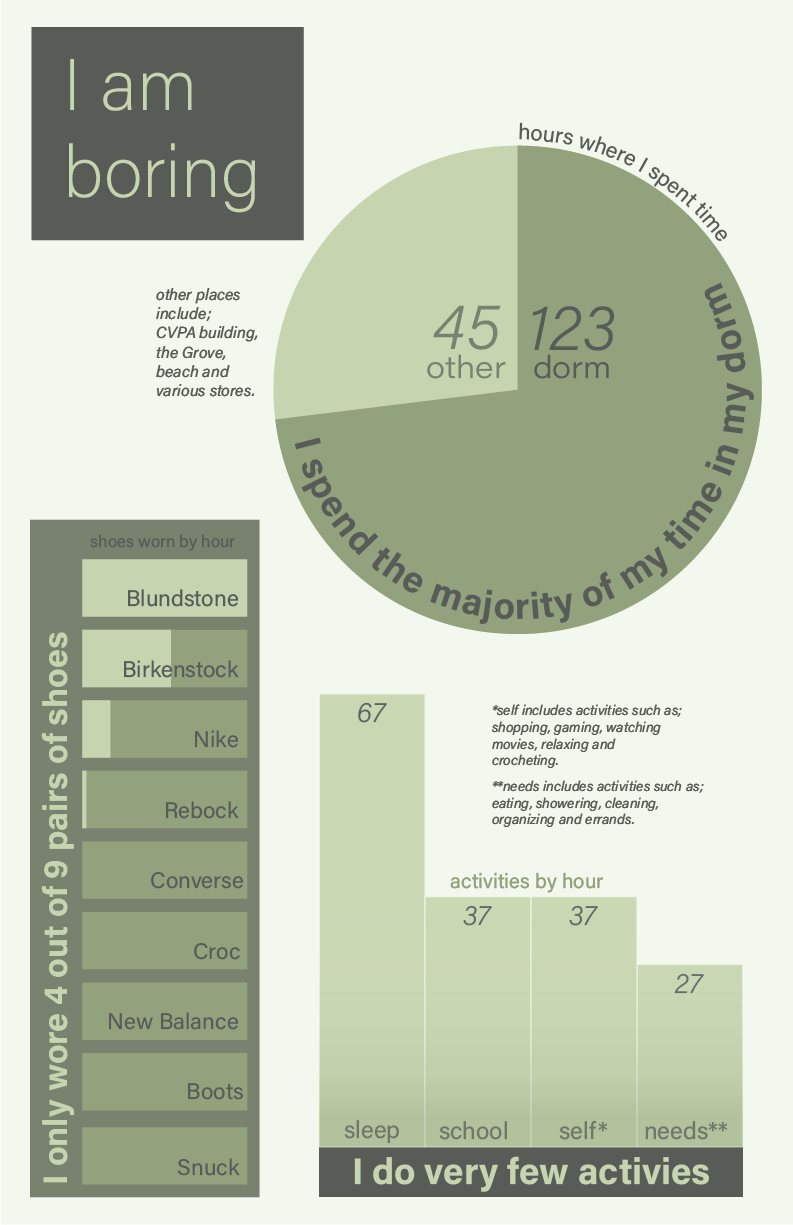 I am
boring
hours where I spent time
45
other
123
dorm
I spend the majority of my time in my dorm
other places
include;
CVPA building,
the Grove,
beach and
various stores.
I only wore 4 out of 9 pairs of shoes
shoes worn by hour
Blundstone
Birkenstock
Nike
Rebock
Converse
Croc
New Balance
Boots
Snuck
*self includes activities such as;
shopping, gaming, watching
movies, relaxing and
crocheting.
**needs includes activities such as;
eating, showering, cleaning,
organizing and errands.
activities by hour
67
37
37
27
sleep
school
self*
needs**
I do very few activies